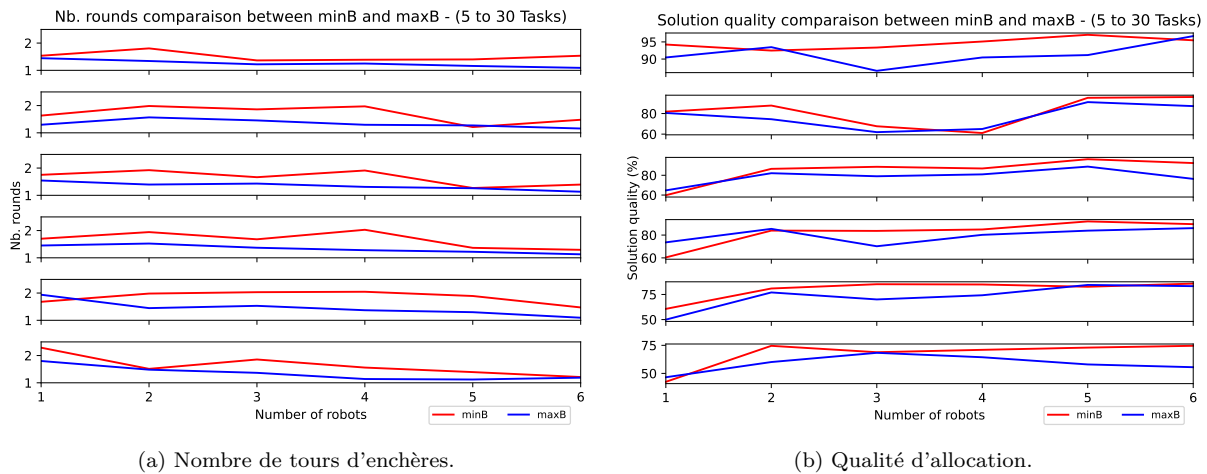 Nb. rounds comparaison between minB and maxB - (5 to 30 Tasks)
2
1
2
1
2
1
2
1
2
1
2
1
Nb. rounds
1 2 3 4 5 6
Number of robots
minB maxB
(a) Nombre de tours d'enchères.
Solution quality comparaison between minB and maxB - (5 to 30 Tasks)
95
90
80
60
80
60
80
60
75
50
75
50
Solution quality (%)
1 2 3 4 5 6
Number of robots
minB maxB
(b) Qualité d'allocation.